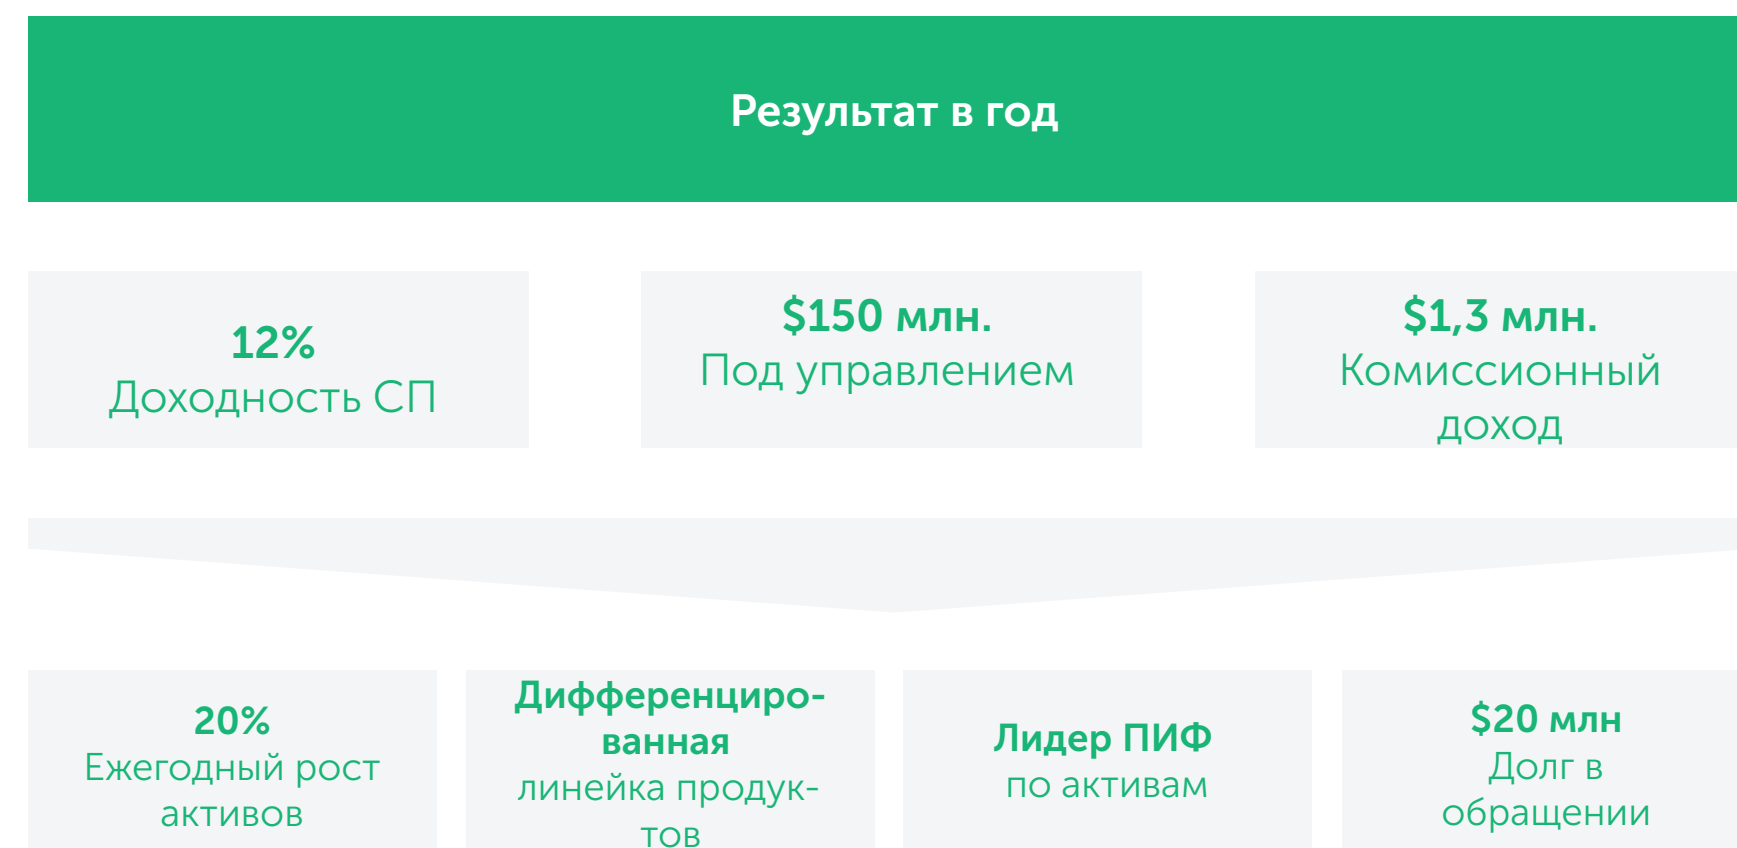 Результат в год
12%
Доходность СП
$150 млн.
Под управлением
$1,3 млн.
Комиссионный
доход
20%
Ежегодный рост
активов
Дифференциро-
ванная
линейка продук-
тов
Лидер ПИФ
по активам
$20 млн
Долг в
обращении